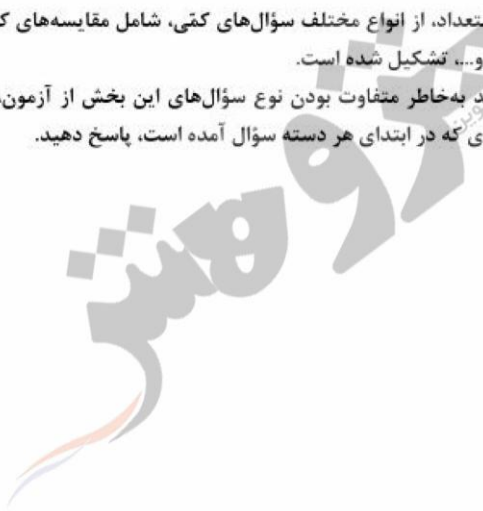 ستعداد، از انواع مختلف سؤال‌های کمّی، شامل مقایسه‌های
و...، تشکیل شده است.
به‌خاطر متفاوت بودن نوع سؤال‌های این بخش از آزمون
که در ابتدای هر دسته سؤال آمده است، پاسخ دهید.